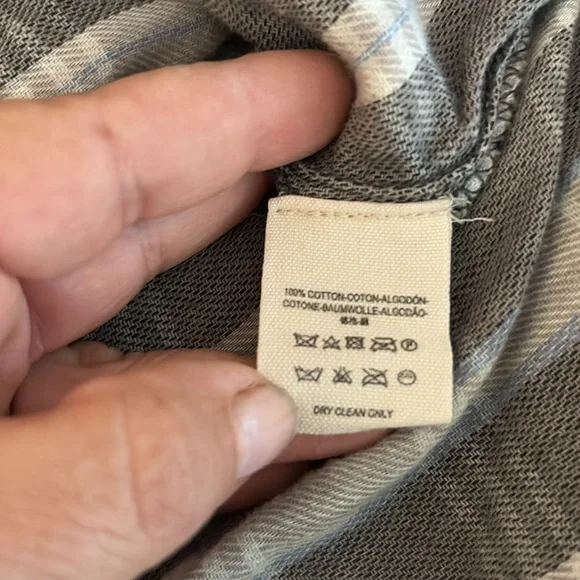 100% COTTON-COTON-ALGODÓN-
COTONE-BAUMWOLLE-ALGODÃO-
DRY CLEAN ONLY